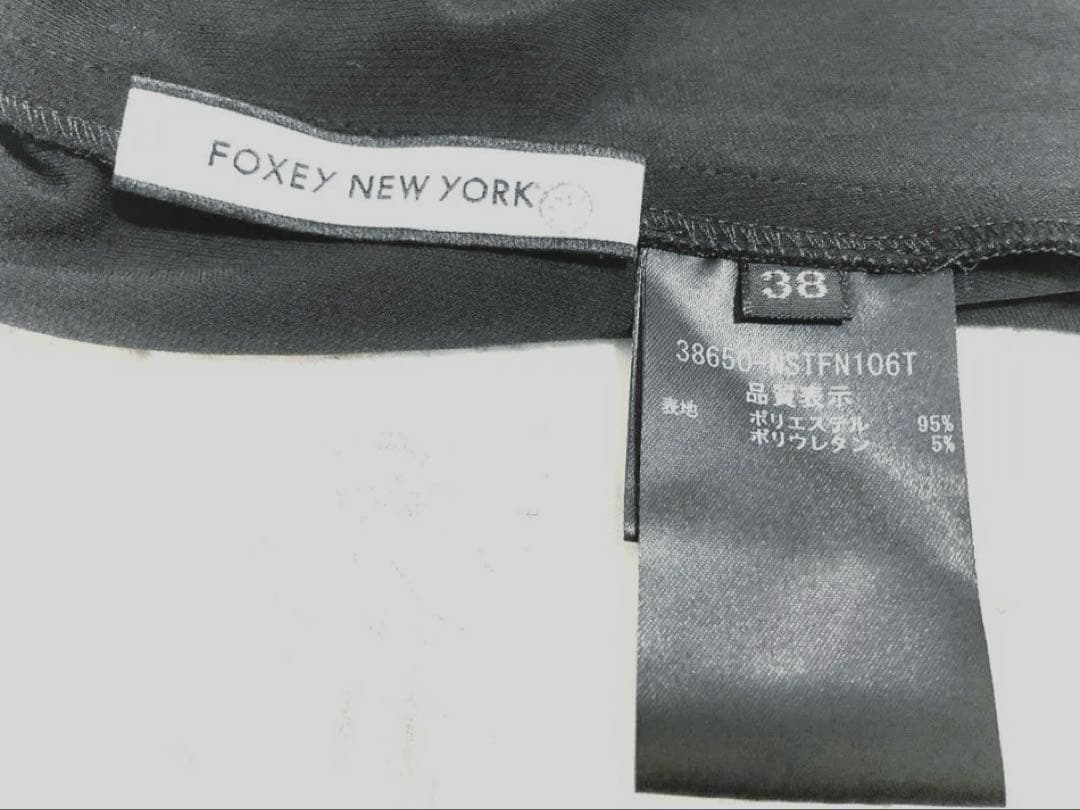 FOXEY NEW YORK
38
38650-NSTFN106T
品質表示
表地 ポリエステル 95%
ポリウレタン 5%